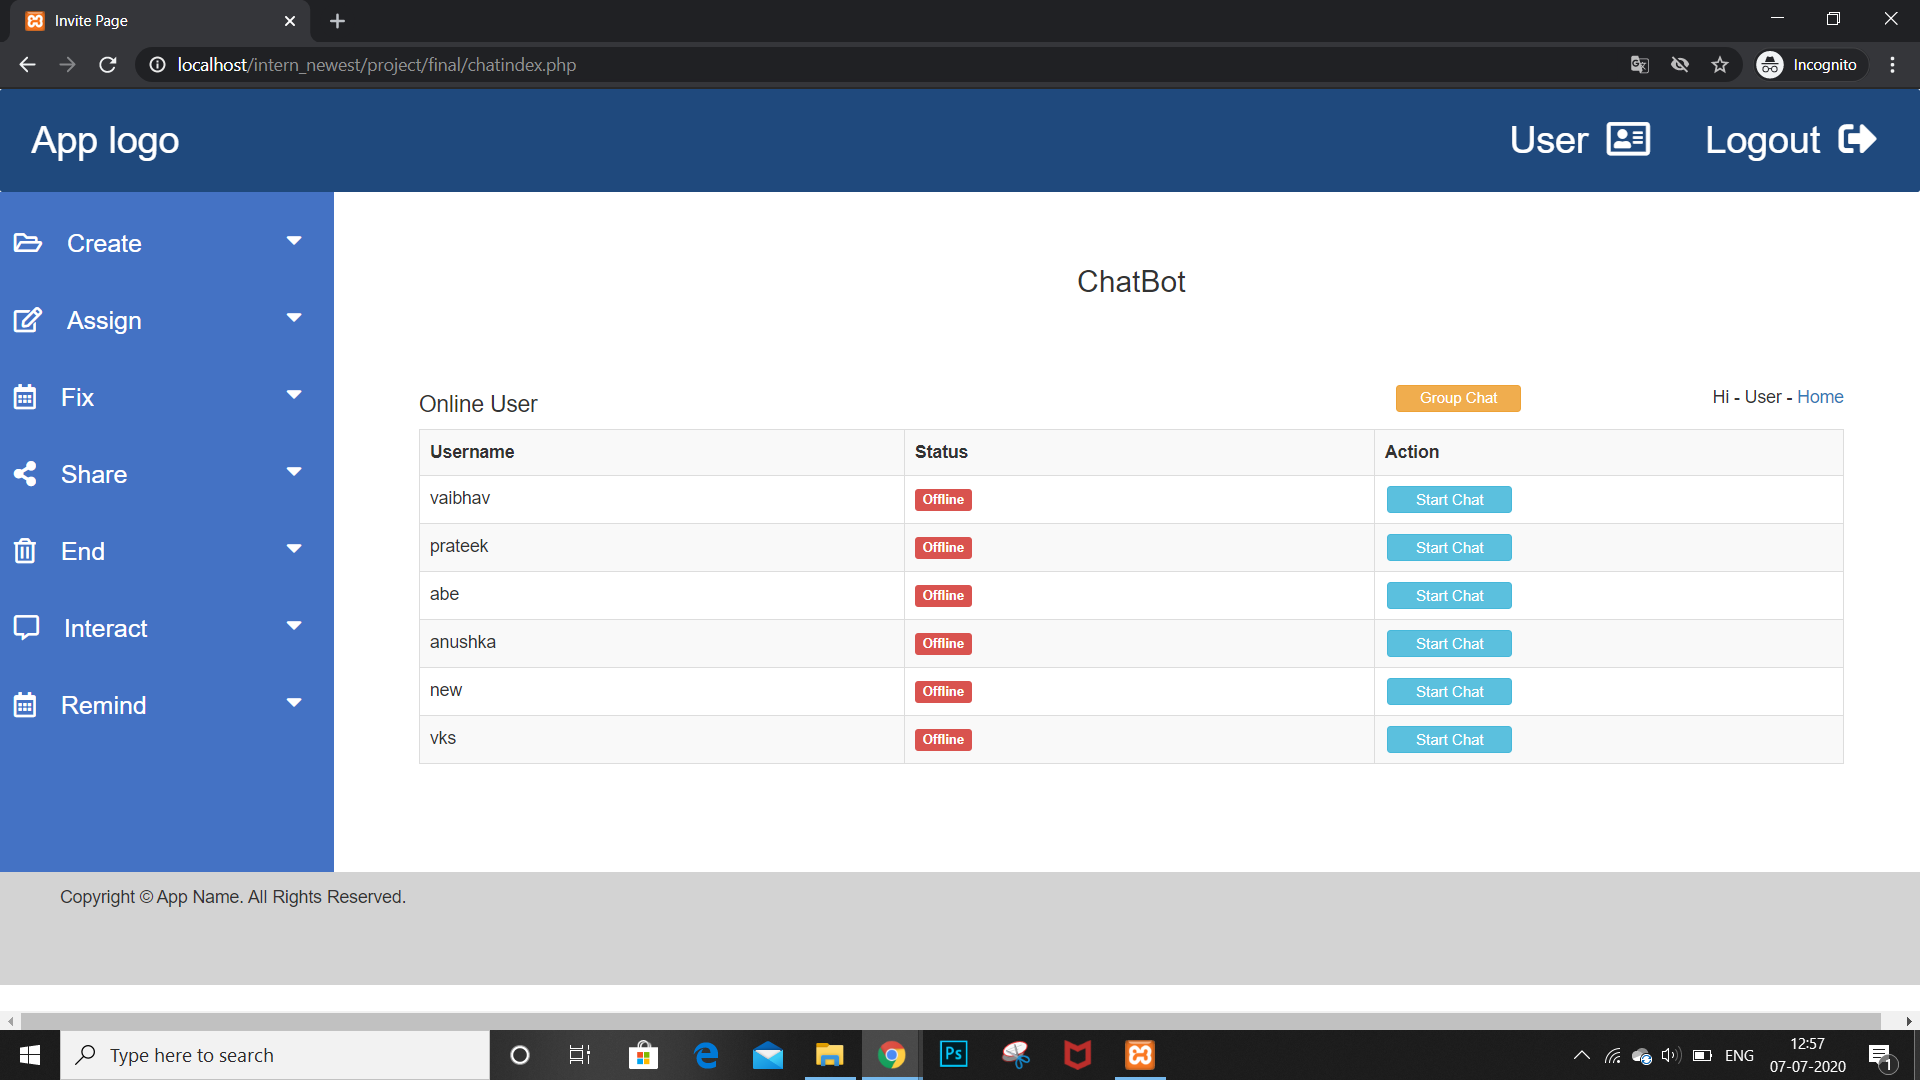 Invite Page
localhost/intern_newest/project/final/chatindex.php
Incognito
App logo
User
Logout
Create
Assign
Fix
Share
End
Interact
Remind
ChatBot
Online User
Group Chat
Hi - User - Home
Username Status Action
vaibhav Offline Start Chat
prateek Offline Start Chat
abe Offline Start Chat
anushka Offline Start Chat
new Offline Start Chat
vks Offline Start Chat
Copyright © App Name. All Rights Reserved.
Type here to search
Ps
ENG
12:57
07-07-2020
1